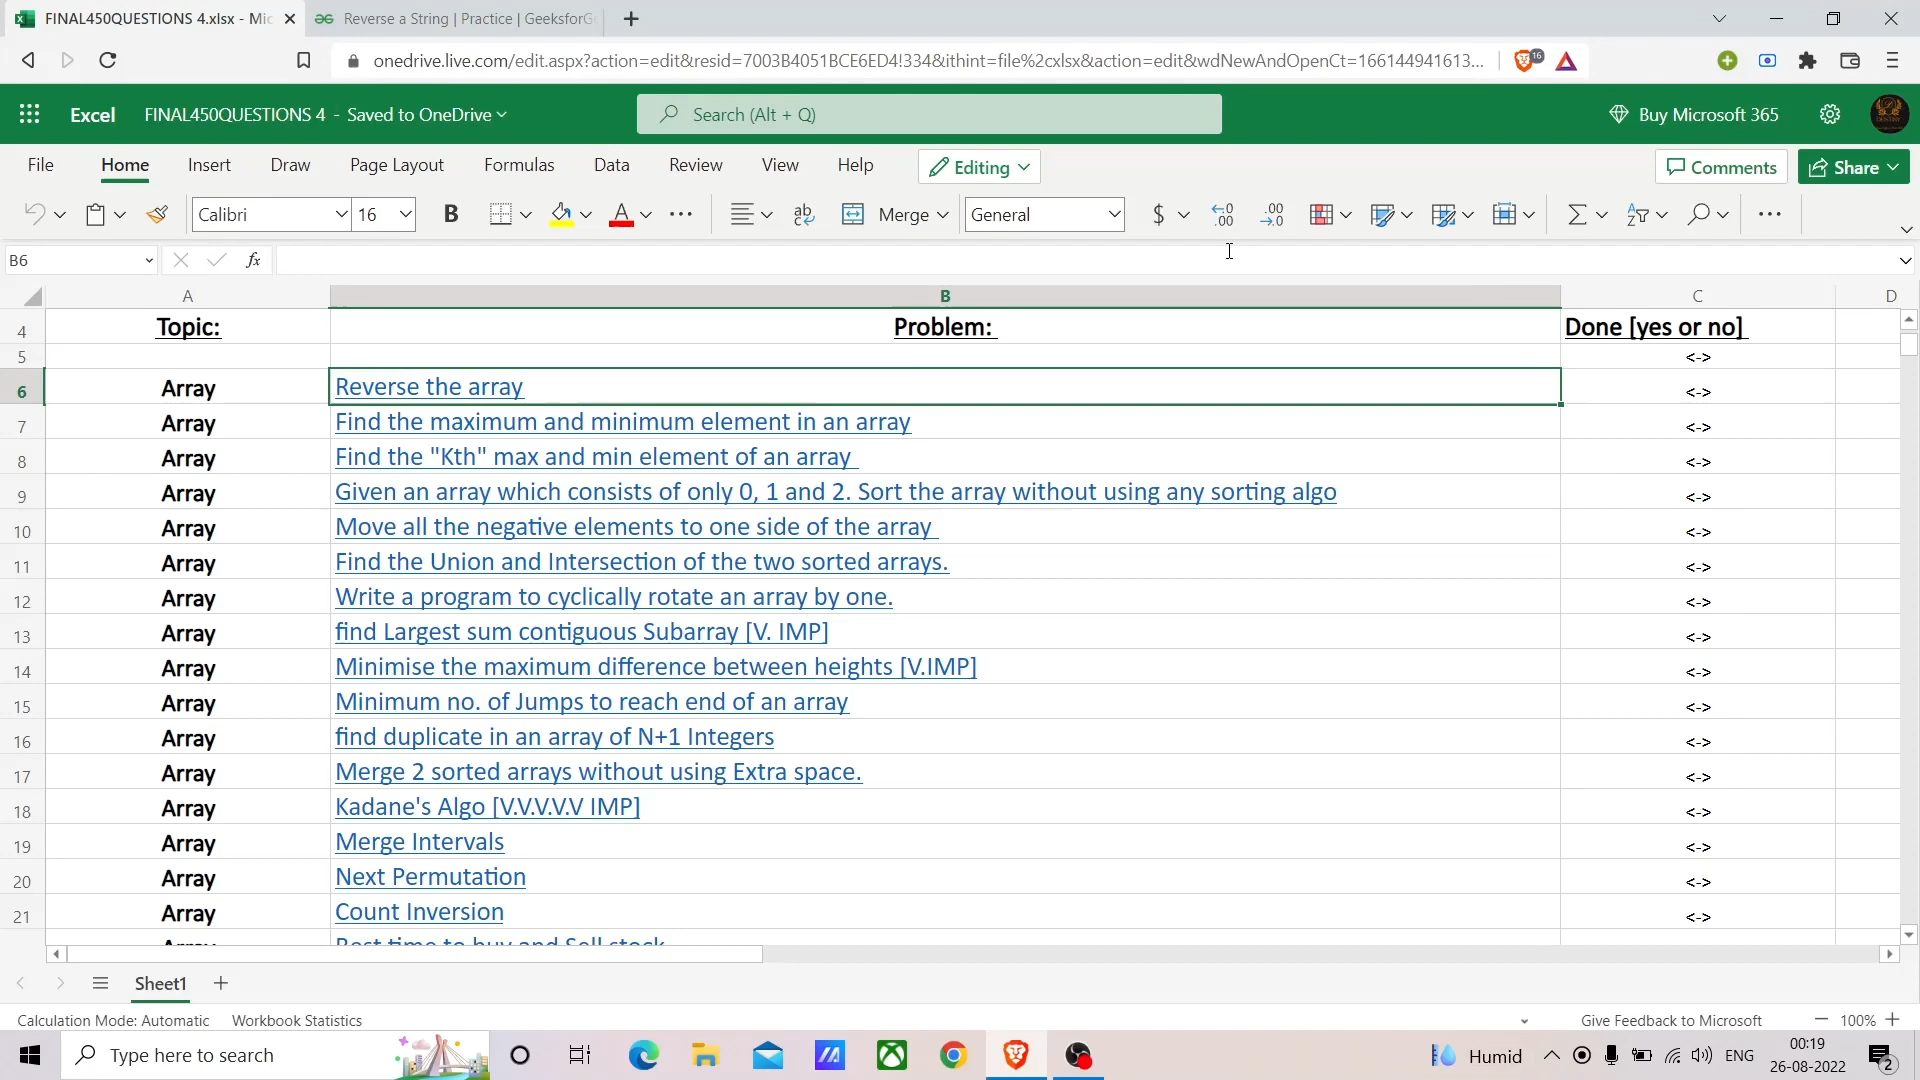 FINAL450QUESTIONS 4.xlsx - Mic
Reverse a String | Practice | GeeksforGe
onedrive.live.com/edit.aspx?action=edit&resid=7003B4051BCE6ED4!334&ithint=file%2cxlsx&action=edit&wdNewAndOpenCt=166144941613...
16
Excel FINAL450QUESTIONS 4 - Saved to OneDrive
Search (Alt + Q)
Buy Microsoft 365
File Home Insert Draw Page Layout Formulas Data Review View Help Editing Comments Share
Calibri 16 B A ab Merge General $
B6 fx
A B C D
4 Topic: Problem: Done [yes or no]
5 <->
6 Array Reverse the array <->
7 Array Find the maximum and minimum element in an array <->
8 Array Find the "Kth" max and min element of an array <->
9 Array Given an array which consists of only 0, 1 and 2. Sort the array without using any sorting algo <->
10 Array Move all the negative elements to one side of the array <->
11 Array Find the Union and Intersection of the two sorted arrays. <->
12 Array Write a program to cyclically rotate an array by one. <->
13 Array find Largest sum contiguous Subarray [V. IMP] <->
14 Array Minimise the maximum difference between heights [V.IMP] <->
15 Array Minimum no. of Jumps to reach end of an array <->
16 Array find duplicate in an array of N+1 Integers <->
17 Array Merge 2 sorted arrays without using Extra space. <->
18 Array Kadane's Algo [V.V.V.V.V IMP] <->
19 Array Merge Intervals <->
20 Array Next Permutation <->
21 Array Count Inversion <->
Array Best time to buy and Sell stock
Sheet1
Calculation Mode: Automatic Workbook Statistics Give Feedback to Microsoft 100%
Type here to search
Humid ENG
00:19
26-08-2022
2